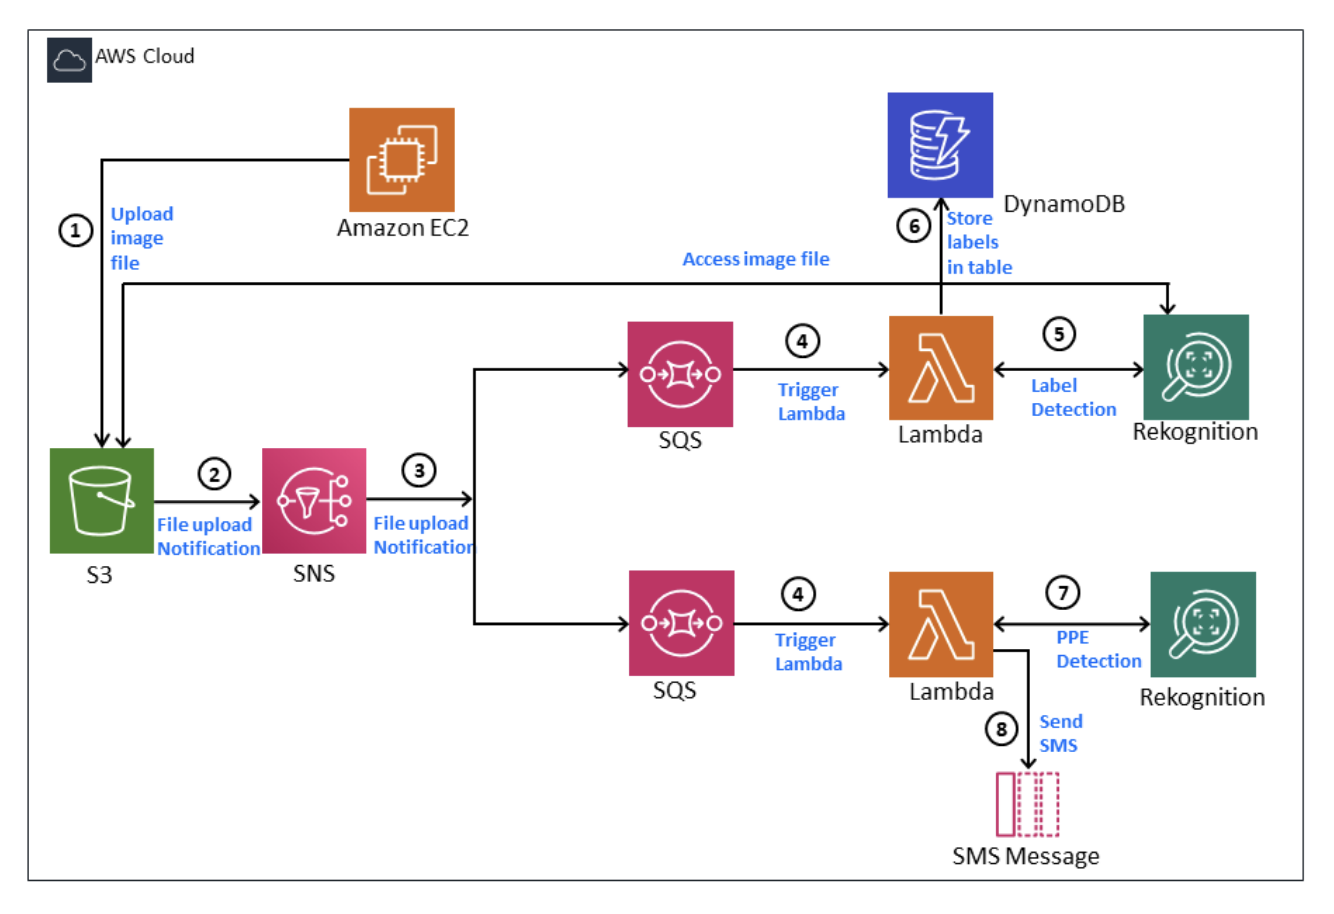 AWS Cloud
Amazon EC2
DynamoDB
1
Upload
image
file
6
Store
labels
in table
Access image file
SQS
4
Trigger
Lambda
Lambda
5
Label
Detection
Rekognition
S3
2
File upload
Notification
SNS
3
File upload
Notification
SQS
4
Trigger
Lambda
Lambda
7
PPE
Detection
Rekognition
8
Send
SMS
SMS Message